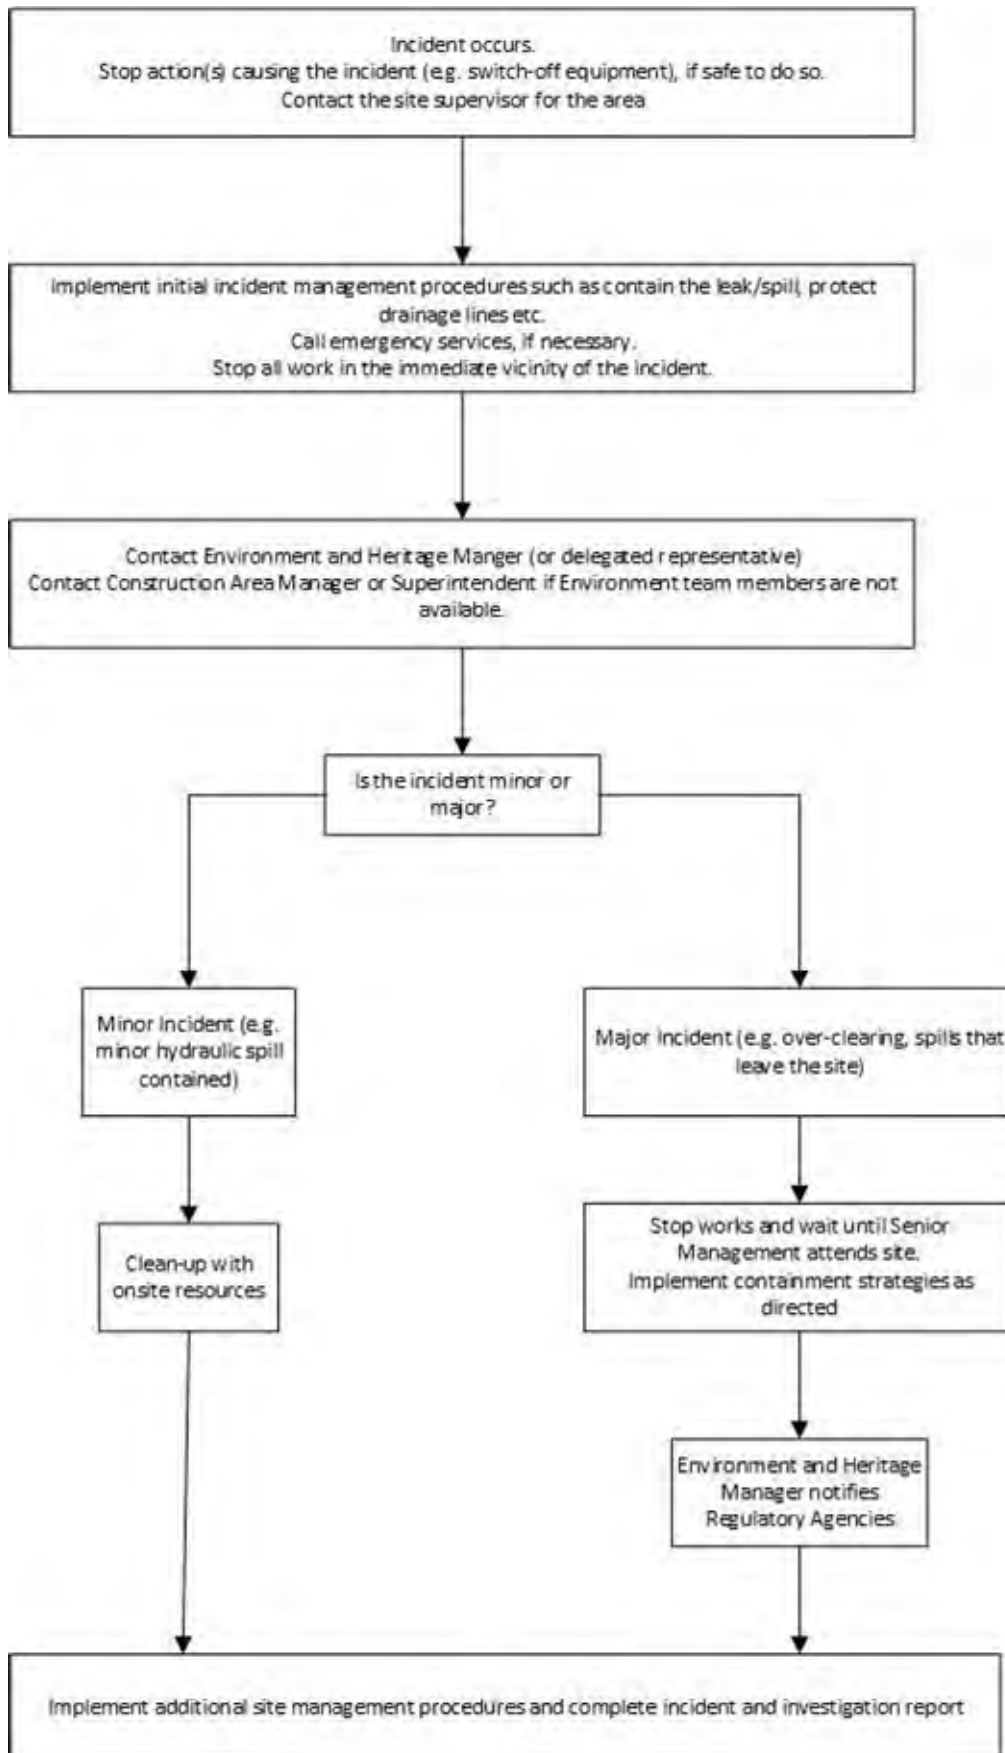 Incident occurs.
Stop action(s) causing the incident (e.g. switch-off equipment), if safe to do so.
Contact the site supervisor for the area
Implement initial incident management procedures such as contain the leak/spill, protect
drainage lines etc.
Call emergency services, if necessary.
Stop all work in the immediate vicinity of the incident.
Contact Environment and Heritage Manger (or delegated representative)
Contact Construction Area Manager or Superintendent if Environment team members are not
available.
Is the incident minor or
major?
Minor Incident (e.g.
minor hydraulic spill
contained)
Major Incident (e.g. over-clearing, spills that
leave the site)
Clean-up with
onsite resources
Stop works and wait until Senior
Management attends site.
Implement containment strategies as
directed
Environment and Heritage
Manager notifies
Regulatory Agencies
Implement additional site management procedures and complete incident and investigation report